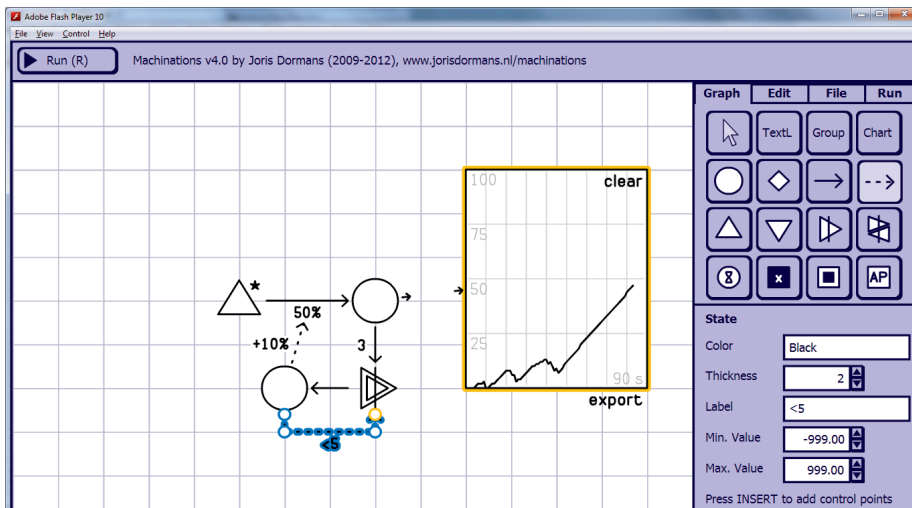 Adobe Flash Player 10
File View Control Help
Run (R)
Machinations v4.0 by Joris Dormans (2009-2012), www.jorisdormans.nl/machinations
Graph Edit File Run
TextL Group Chart
x AP
100 clear
75
50
25
90 s
export
*
50%
+10%
3
<5
State
Color Black
Thickness 2
Label <5
Min. Value -999.00
Max. Value 999.00
Press INSERT to add control points